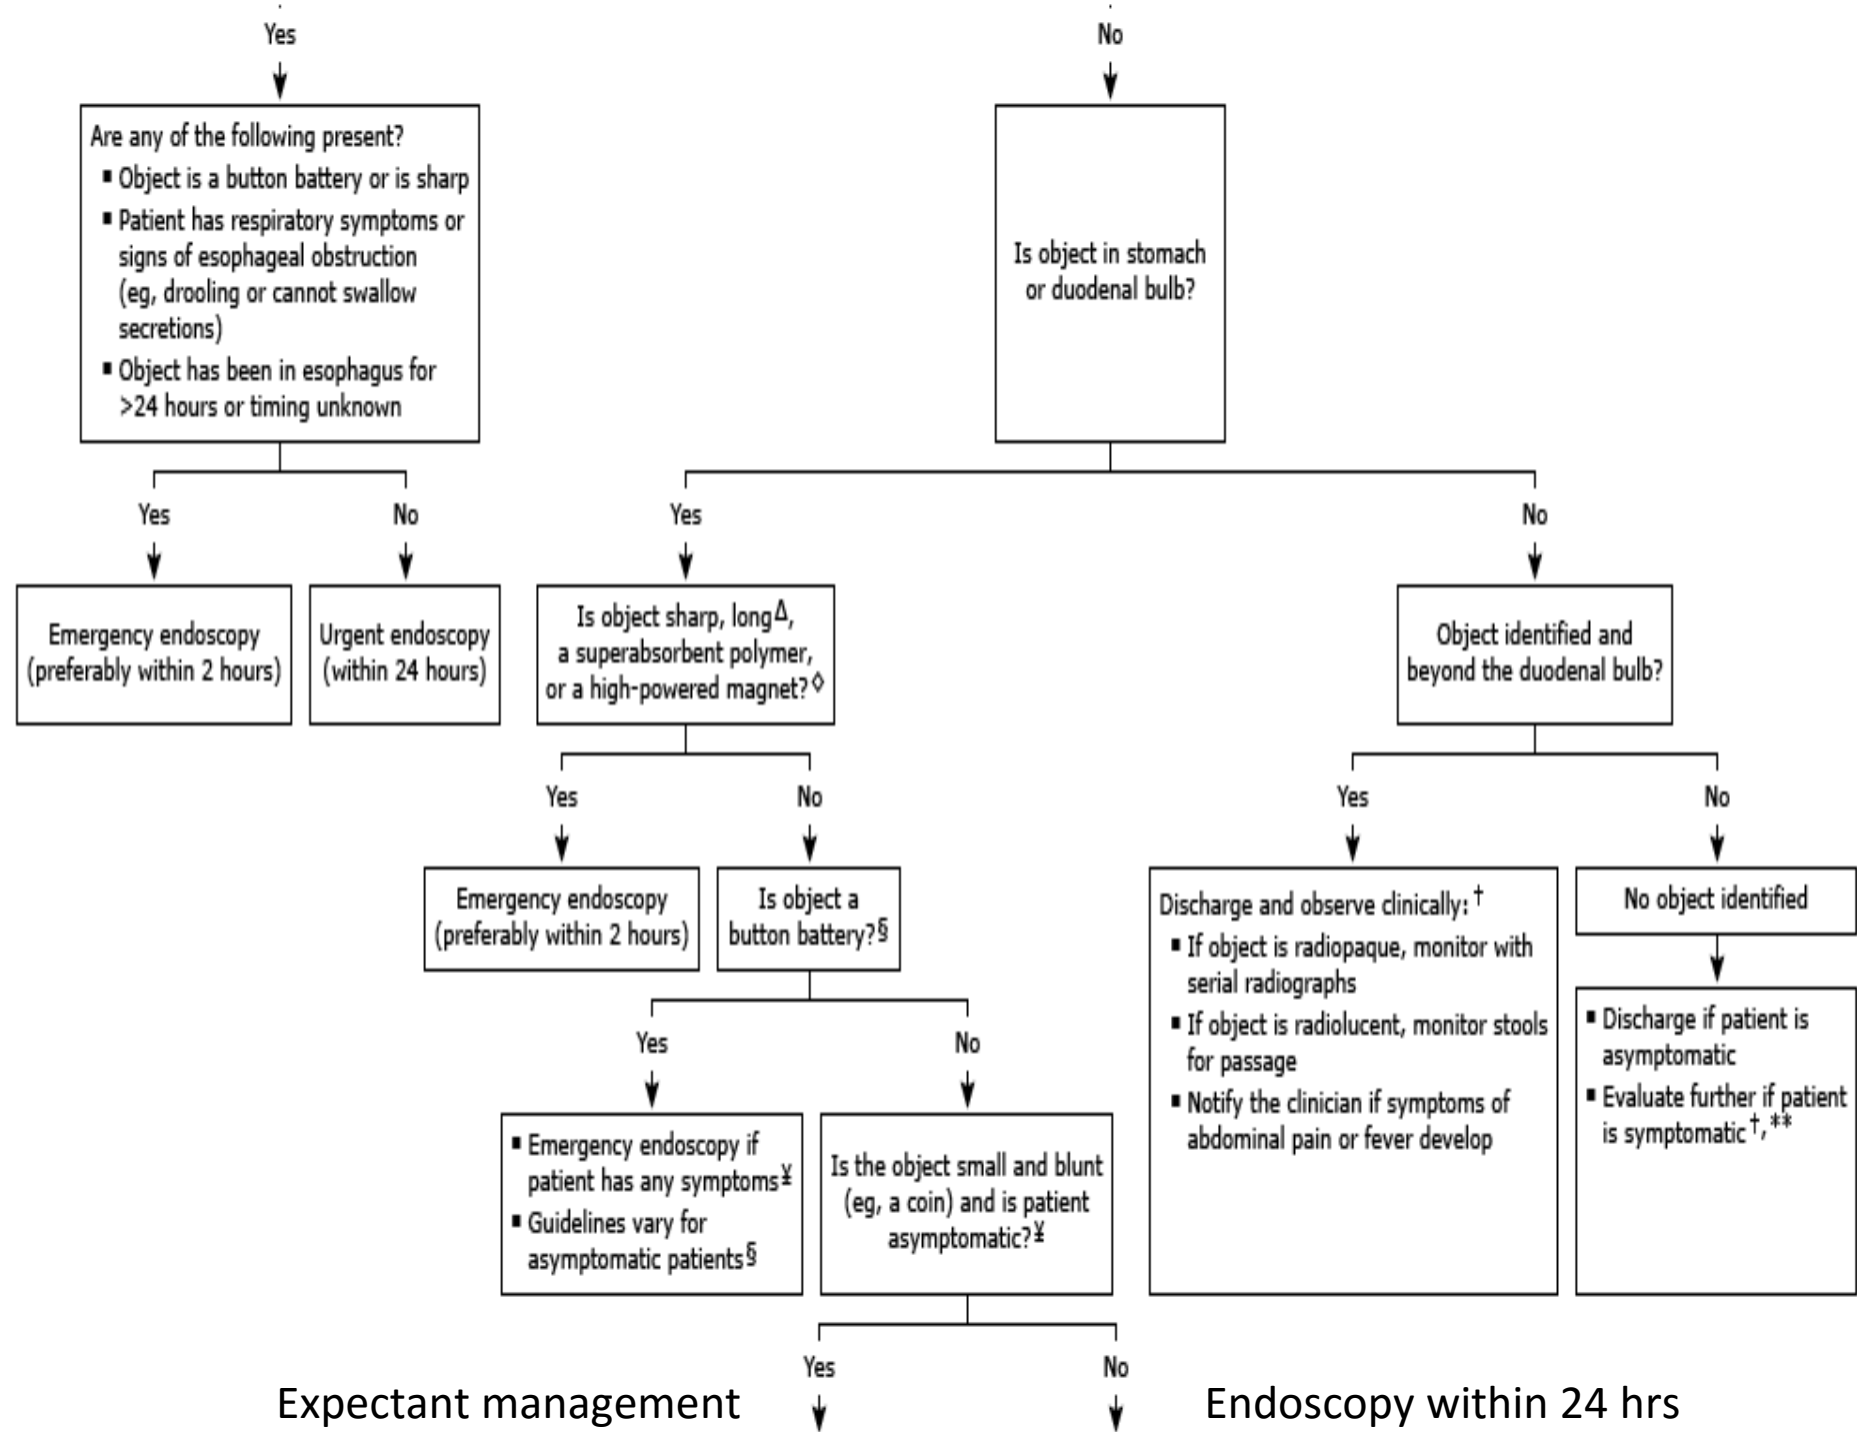 Yes
No
Are any of the following present?
▪ Object is a button battery or is sharp
▪ Patient has respiratory symptoms or
signs of esophageal obstruction
(eg, drooling or cannot swallow
secretions)
▪ Object has been in esophagus for
>24 hours or timing unknown
Is object in stomach
or duodenal bulb?
Yes
No
Yes
No
Emergency endoscopy
(preferably within 2 hours)
Urgent endoscopy
(within 24 hours)
Is object sharp, longΔ,
a superabsorbent polymer,
or a high-powered magnet?◊
Object identified and
beyond the duodenal bulb?
Yes
No
Yes
No
Emergency endoscopy
(preferably within 2 hours)
Is object a
button battery?§
Discharge and observe clinically:†
▪ If object is radiopaque, monitor with
serial radiographs
▪ If object is radiolucent, monitor stools
for passage
▪ Notify the clinician if symptoms of
abdominal pain or fever develop
No object identified
▪ Discharge if patient is
asymptomatic
▪ Evaluate further if patient
is symptomatic†,**
Yes
No
▪ Emergency endoscopy if
patient has any symptoms¥
▪ Guidelines vary for
asymptomatic patients§
Is the object small and blunt
(eg, a coin) and is patient
asymptomatic?¥
Yes
No
Expectant management
Endoscopy within 24 hrs